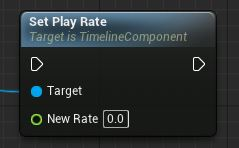 Set Play Rate
Target is TimelineComponent
Target
New Rate 0.0